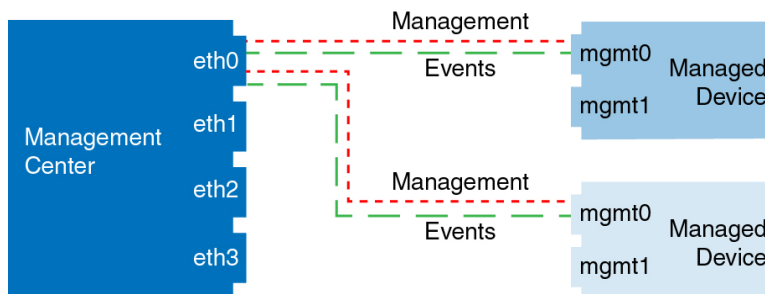 Management
eth0
mgmt0
Managed
Device
Events
mgmt1
eth1
Management
Center
eth2
Management
mgmt0
Managed
Device
Events
eth3
mgmt1